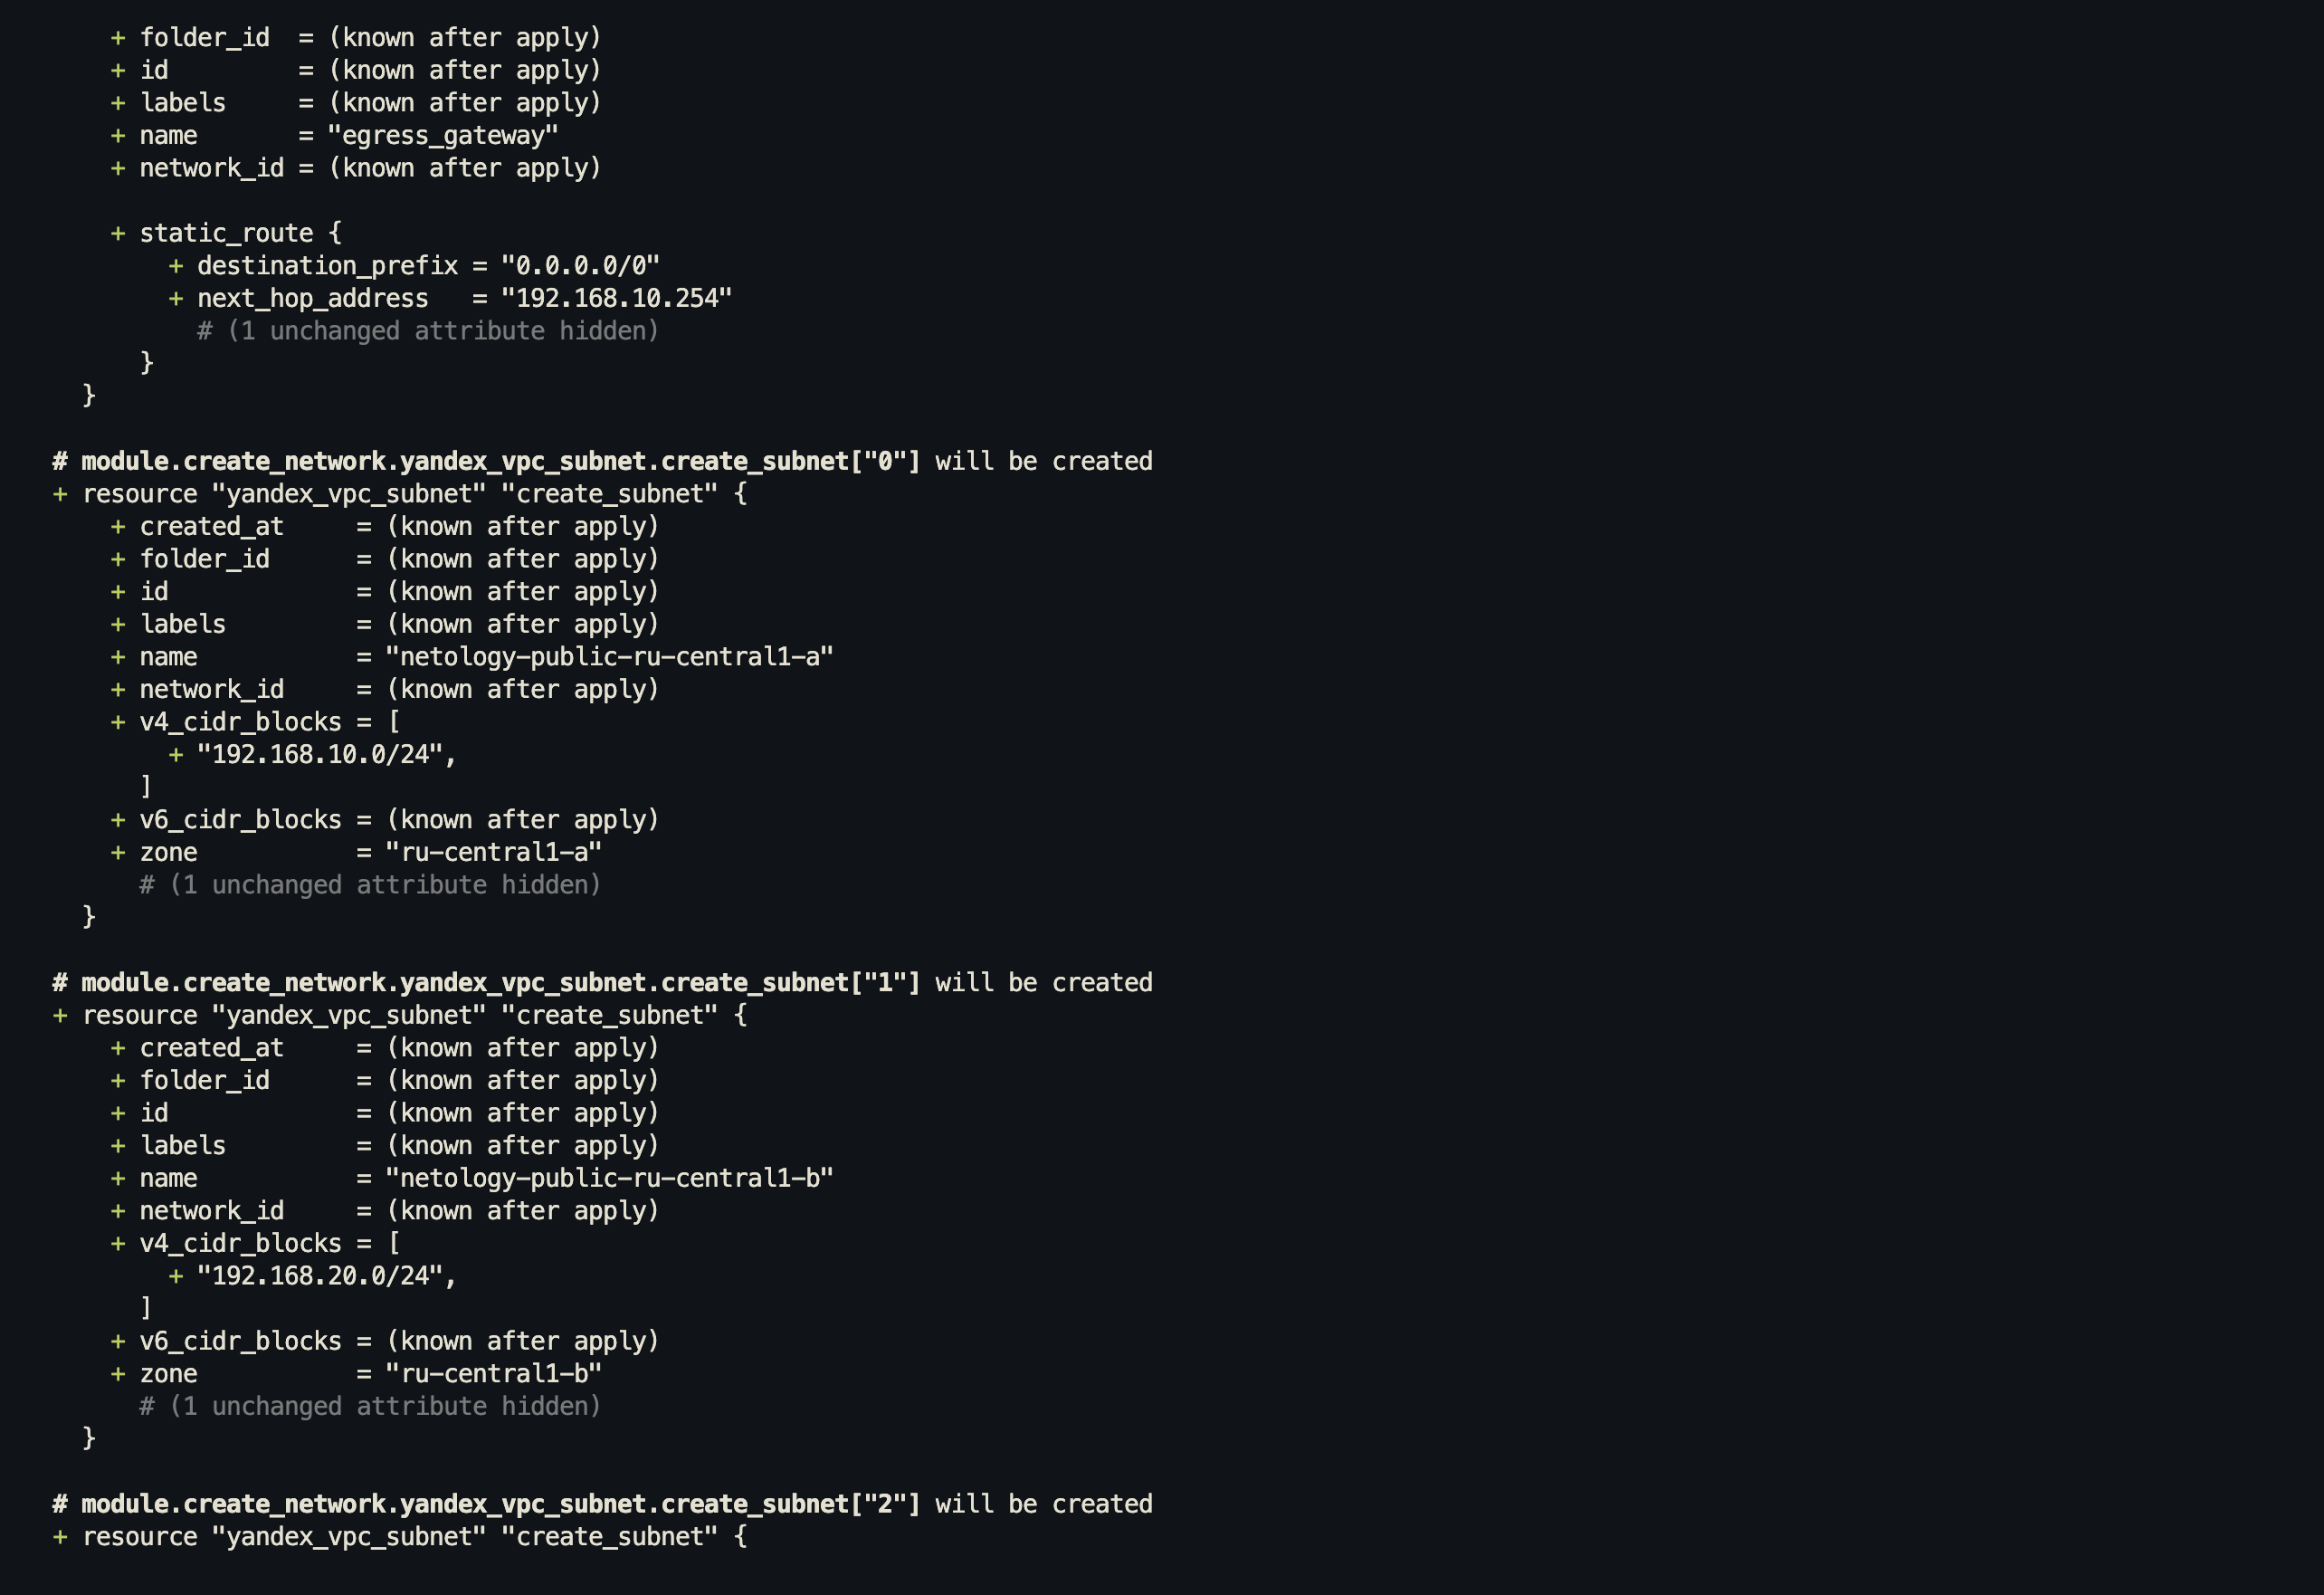 + folder_id  = (known after apply)
+ id         = (known after apply)
+ labels     = (known after apply)
+ name       = "egress_gateway"
+ network_id = (known after apply)
+ static_route {
+ destination_prefix = "0.0.0.0/0"
+ next_hop_address   = "192.168.10.254"
# (1 unchanged attribute hidden)
}
}
# module.create_network.yandex_vpc_subnet.create_subnet["0"] will be created
+ resource "yandex_vpc_subnet" "create_subnet" {
+ created_at     = (known after apply)
+ folder_id      = (known after apply)
+ id             = (known after apply)
+ labels         = (known after apply)
+ name           = "netology-public-ru-central1-a"
+ network_id     = (known after apply)
+ v4_cidr_blocks = [
+ "192.168.10.0/24",
]
+ v6_cidr_blocks = (known after apply)
+ zone           = "ru-central1-a"
# (1 unchanged attribute hidden)
}
# module.create_network.yandex_vpc_subnet.create_subnet["1"] will be created
+ resource "yandex_vpc_subnet" "create_subnet" {
+ created_at     = (known after apply)
+ folder_id      = (known after apply)
+ id             = (known after apply)
+ labels         = (known after apply)
+ name           = "netology-public-ru-central1-b"
+ network_id     = (known after apply)
+ v4_cidr_blocks = [
+ "192.168.20.0/24",
]
+ v6_cidr_blocks = (known after apply)
+ zone           = "ru-central1-b"
# (1 unchanged attribute hidden)
}
# module.create_network.yandex_vpc_subnet.create_subnet["2"] will be created
+ resource "yandex_vpc_subnet" "create_subnet" {